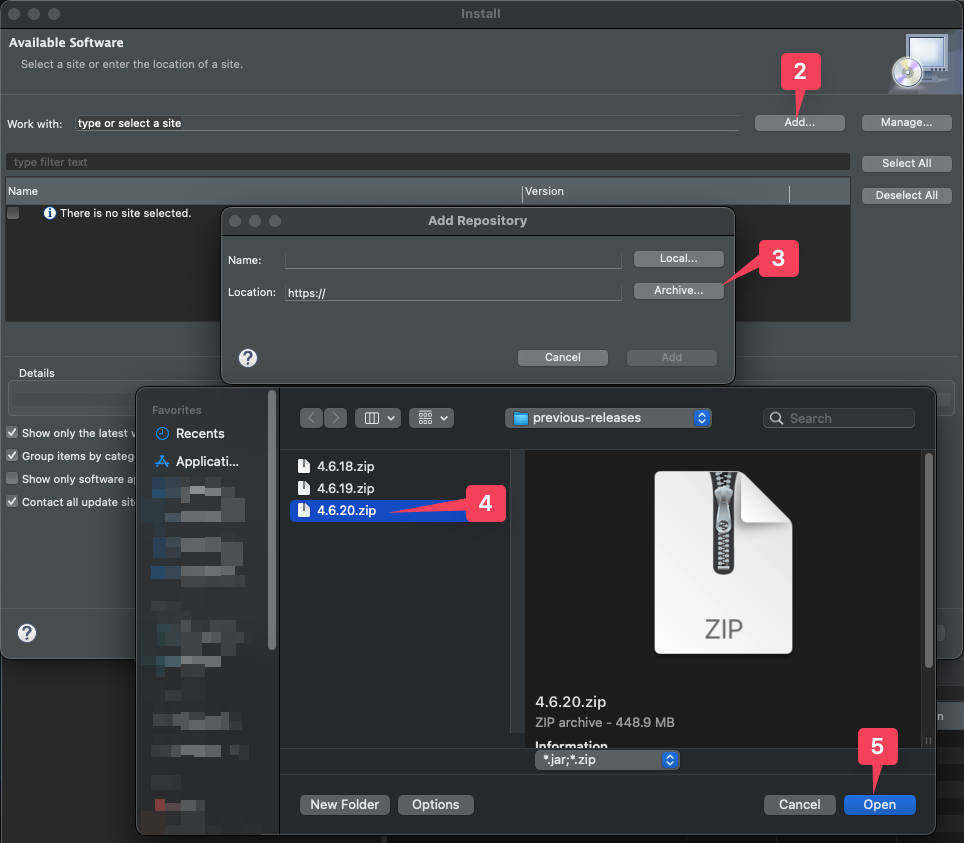 Install
Available Software
Select a site or enter the location of a site.
2
Work with: type or select a site Add... Manage...
type filter text Select All
Name Version Deselect All
There is no site selected.
Add Repository
Name: Local...
3
Location: https:// Archive...
? Cancel Add
Details
Show only the latest
Group items by categ
Show only software
Contact all update
?
Favorites
Recents
Applicati...
previous-releases Search
4.6.18.zip
4.6.19.zip
4.6.20.zip
4
ZIP
4.6.20.zip
ZIP archive - 448.9 MB
Information
*.jar;*.zip
5
New Folder Options Cancel Open